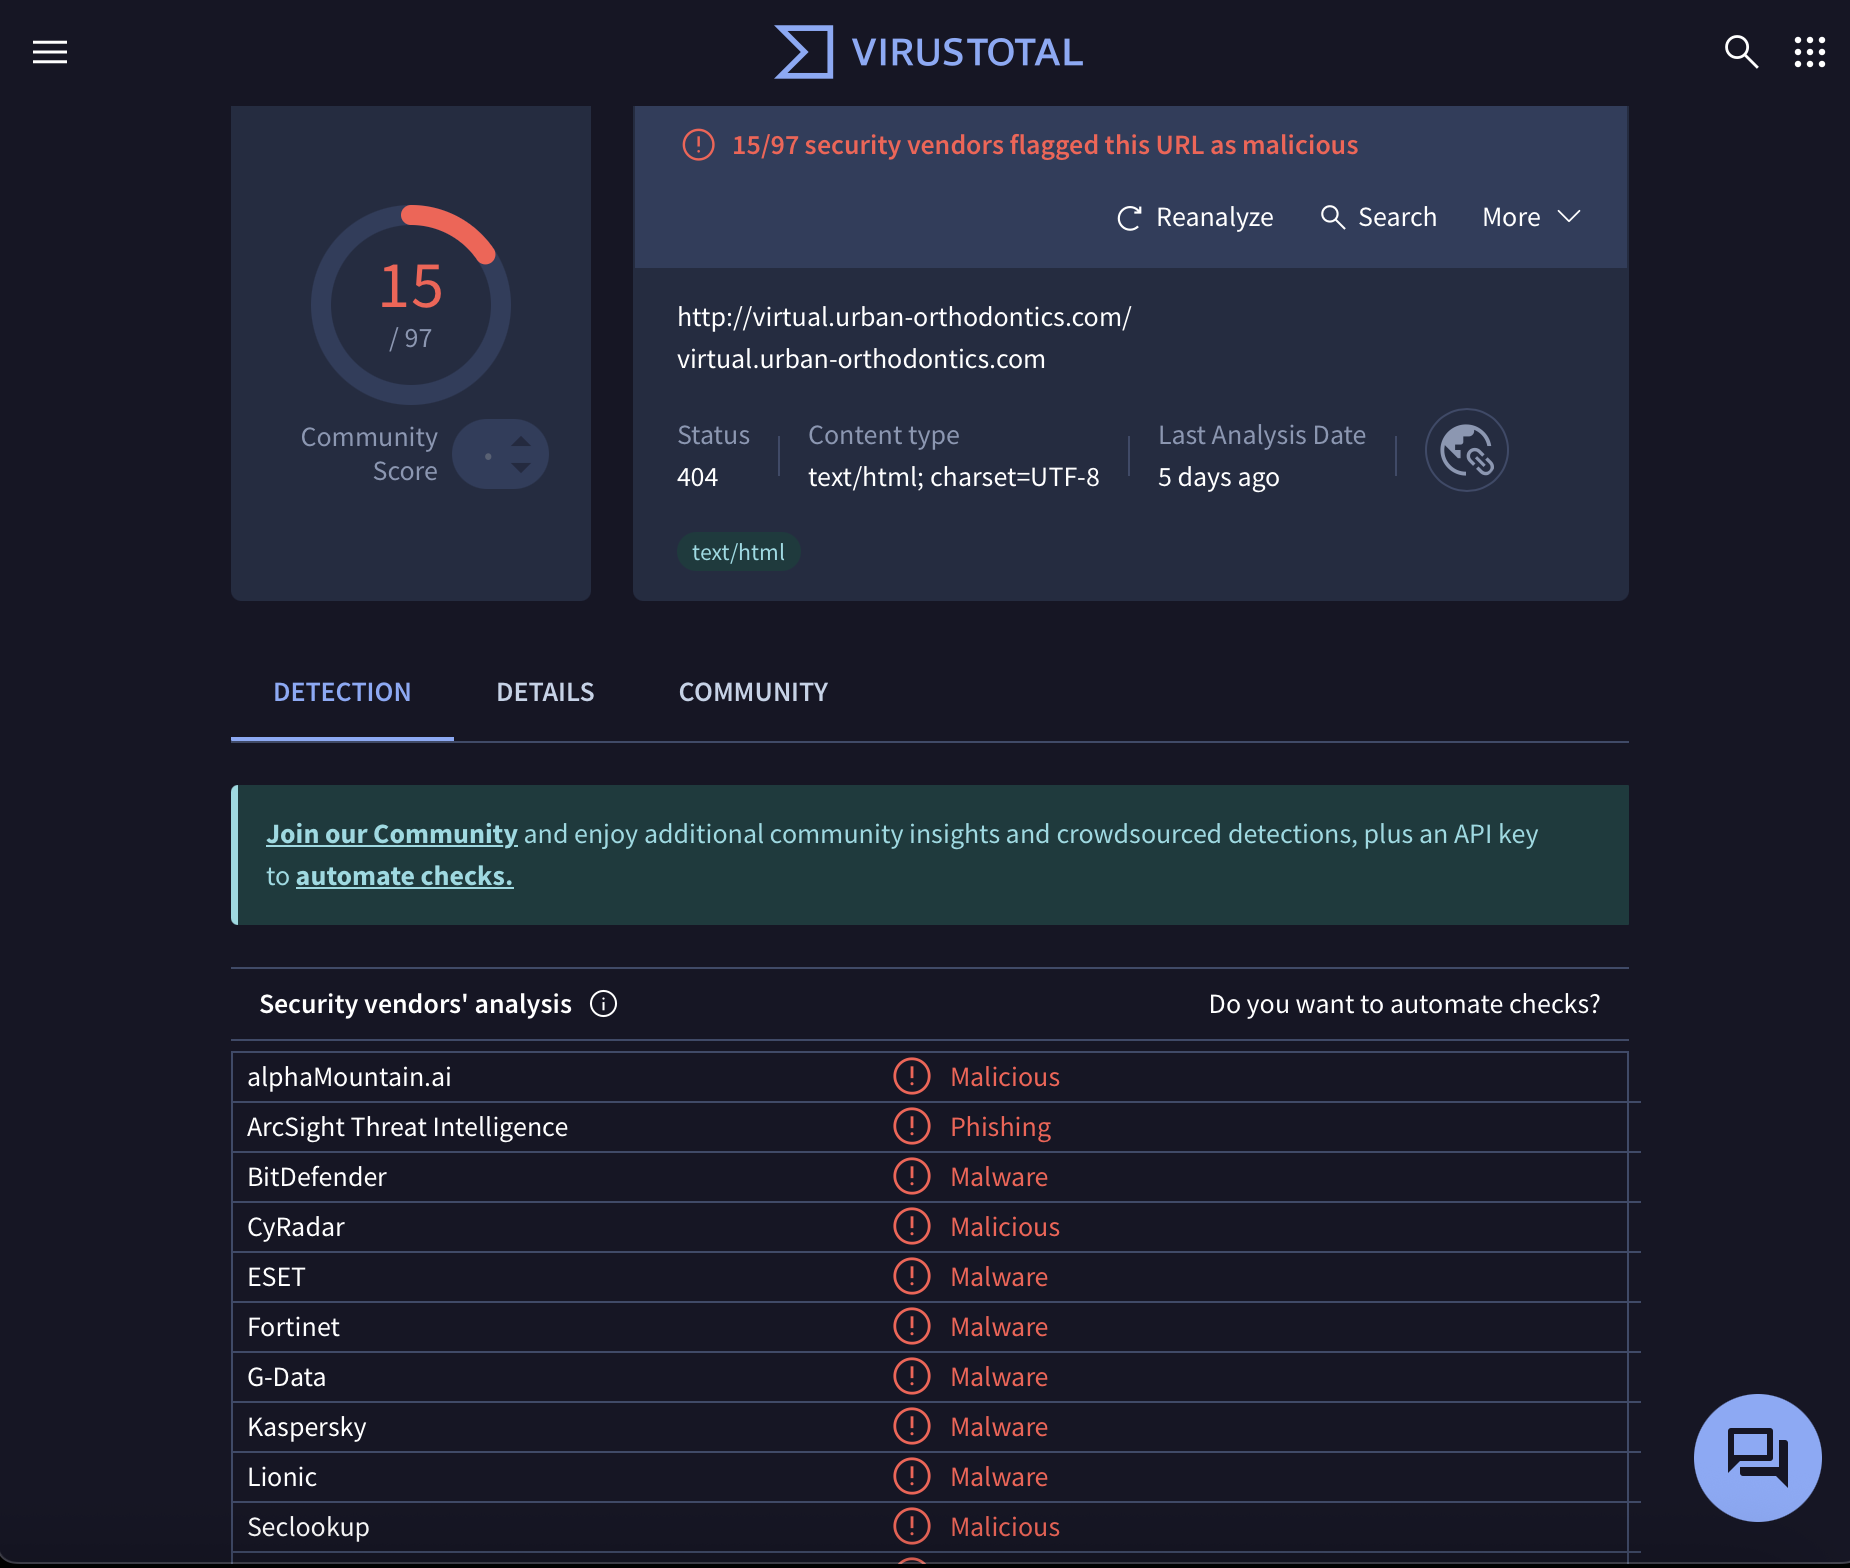 VIRUSTOTAL
15/97 security vendors flagged this URL as malicious
Reanalyze Search More
15
/ 97
Community
Score
http://virtual.urban-orthodontics.com/
virtual.urban-orthodontics.com
Status Content type Last Analysis Date
404 text/html; charset=UTF-8 5 days ago
text/html
DETECTION DETAILS COMMUNITY
Join our Community and enjoy additional community insights and crowdsourced detections, plus an API key
to automate checks.
Security vendors' analysis Do you want to automate checks?
alphaMountain.ai Malicious
ArcSight Threat Intelligence Phishing
BitDefender Malware
CyRadar Malicious
ESET Malware
Fortinet Malware
G-Data Malware
Kaspersky Malware
Lionic Malware
Seclookup Malicious